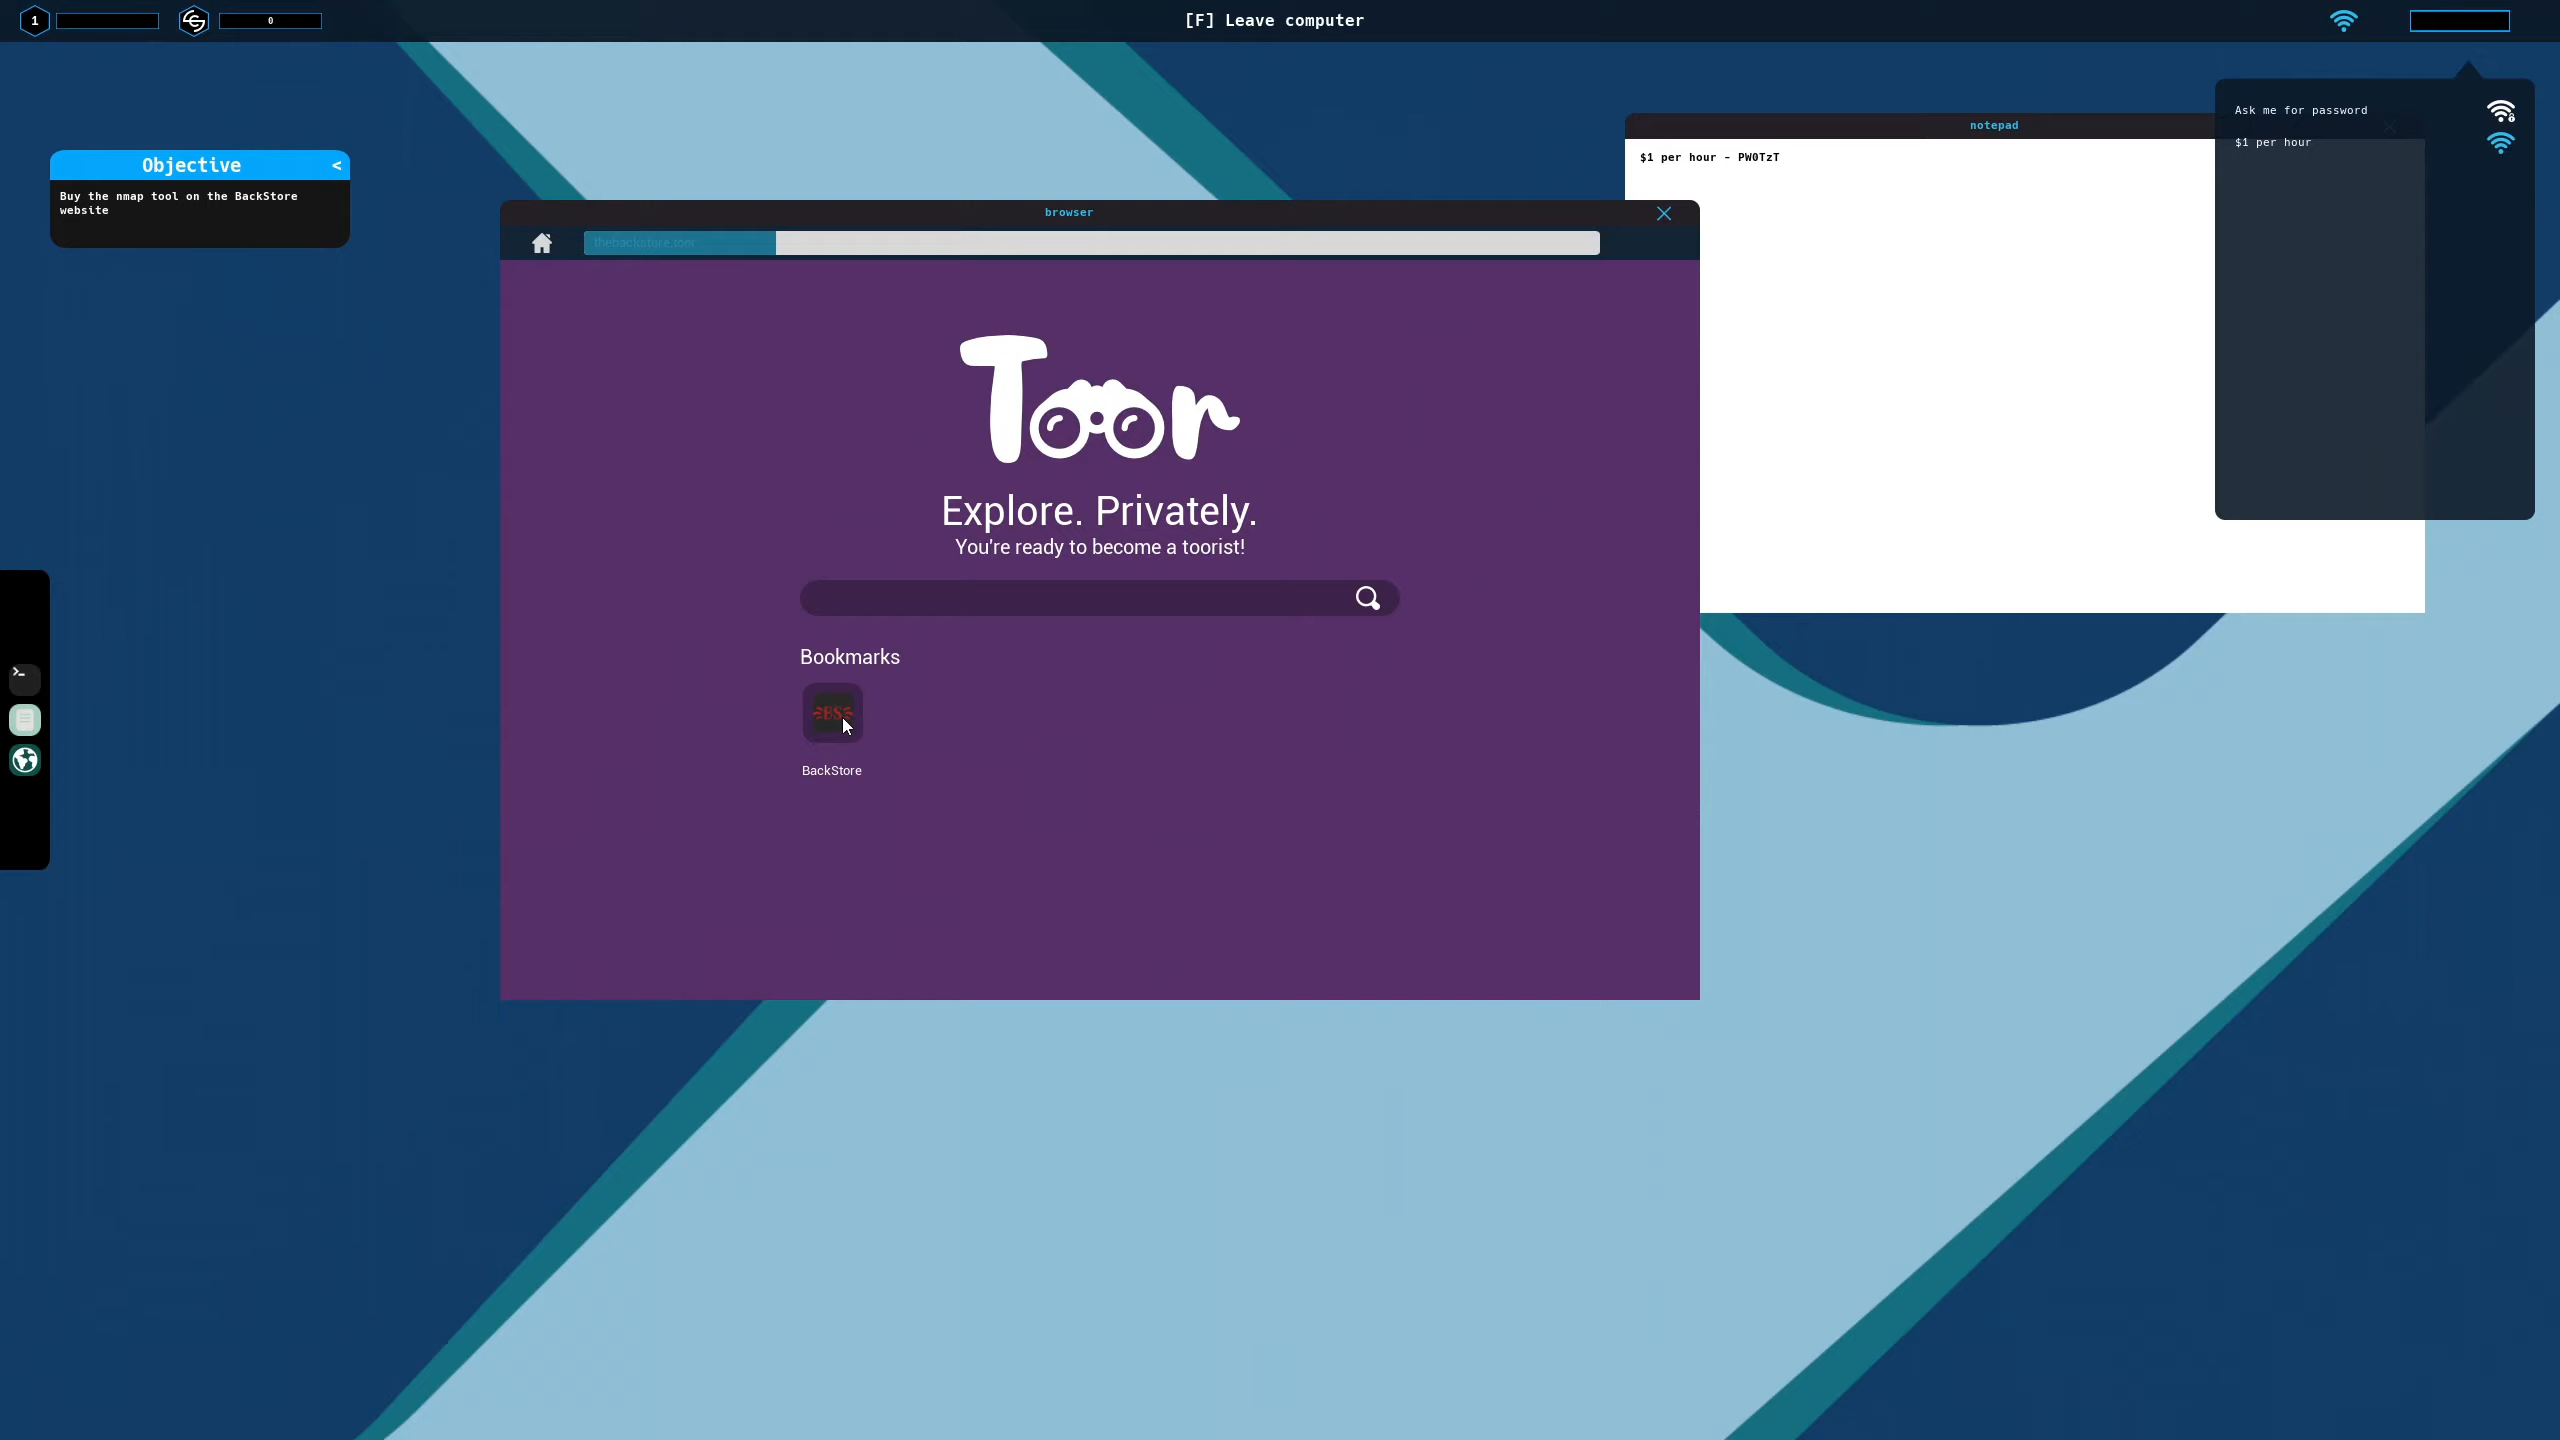 1
0
[F] Leave computer
Objective <
Buy the nmap tool on the BackStore
website
notepad
$1 per hour - PW0TzT
Ask me for password
$1 per hour
browser
thebackstore.toor
Toor
Explore. Privately.
You're ready to become a toorist!
Bookmarks
BS
BackStore